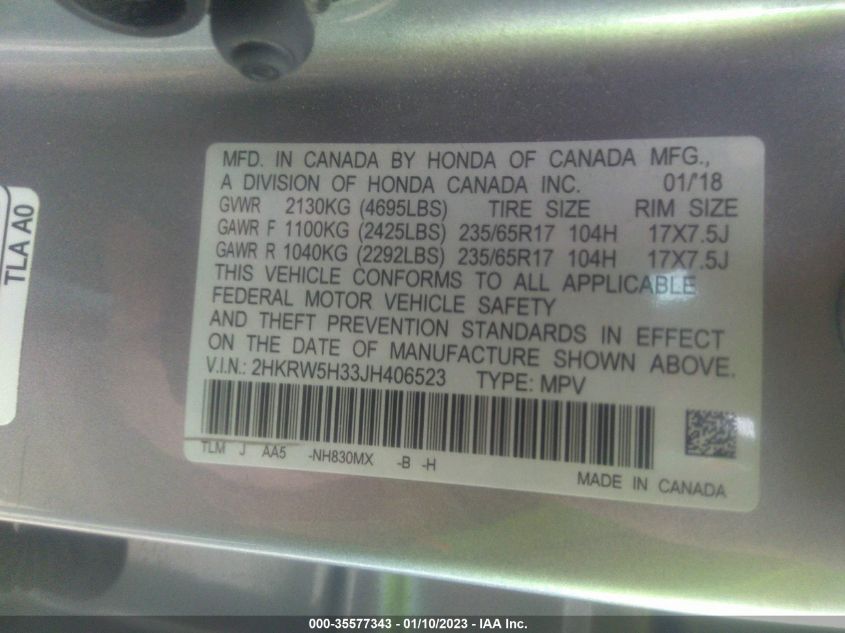 MFD. IN CANADA BY HONDA OF CANADA MFG.,
A DIVISION OF HONDA CANADA INC. 01/'18
GVWR 2130KG (4695LBS) TIRE SIZE RIM SIZE
GAWR F 1100KG (2425LBS) 235/65R17 104H 17X7.5J
GAWR R 1040KG (2292LBS) 235/65R17 104H 17X7.5J
THIS VEHICLE CONFORMS TO ALL APPLICABLE
FEDERAL MOTOR VEHICLE SAFETY
AND THEFT PREVENTION STANDARDS IN EFFECT
ON THE DATE OF MANUFACTURE SHOWN ABOVE.
V.I.N.: 2HKRW5H33JH406523 TYPE: MPV
TLM J AA5 -NH830MX -B -H
MADE IN CANADA
TLA A0
000-35577343 - 01/10/2023 - IAA Inc.